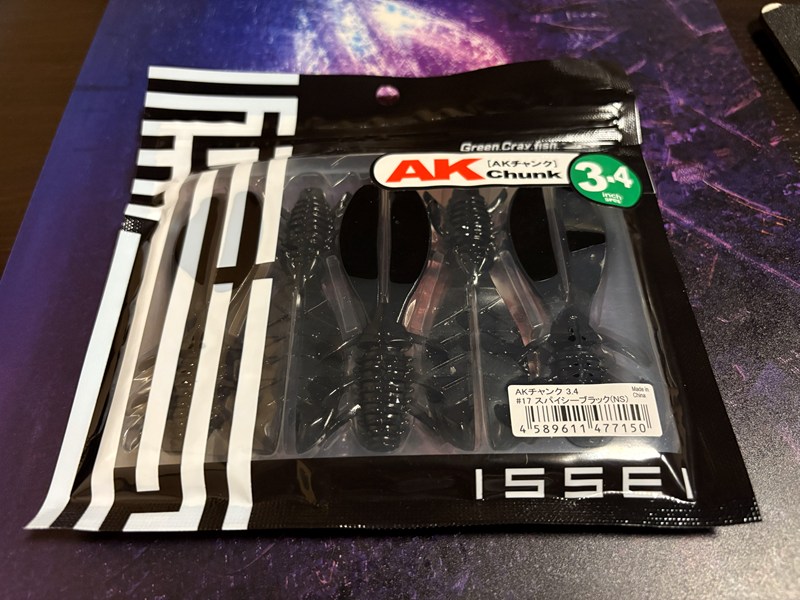 Green Cray fish
AK
[AKチャンク]
Chunk
3.4
inch
6PCS
AKチャンク 3.4
#17 スパイシーブラック(NS)
Made in
China
4 589611 477150
ISSEI